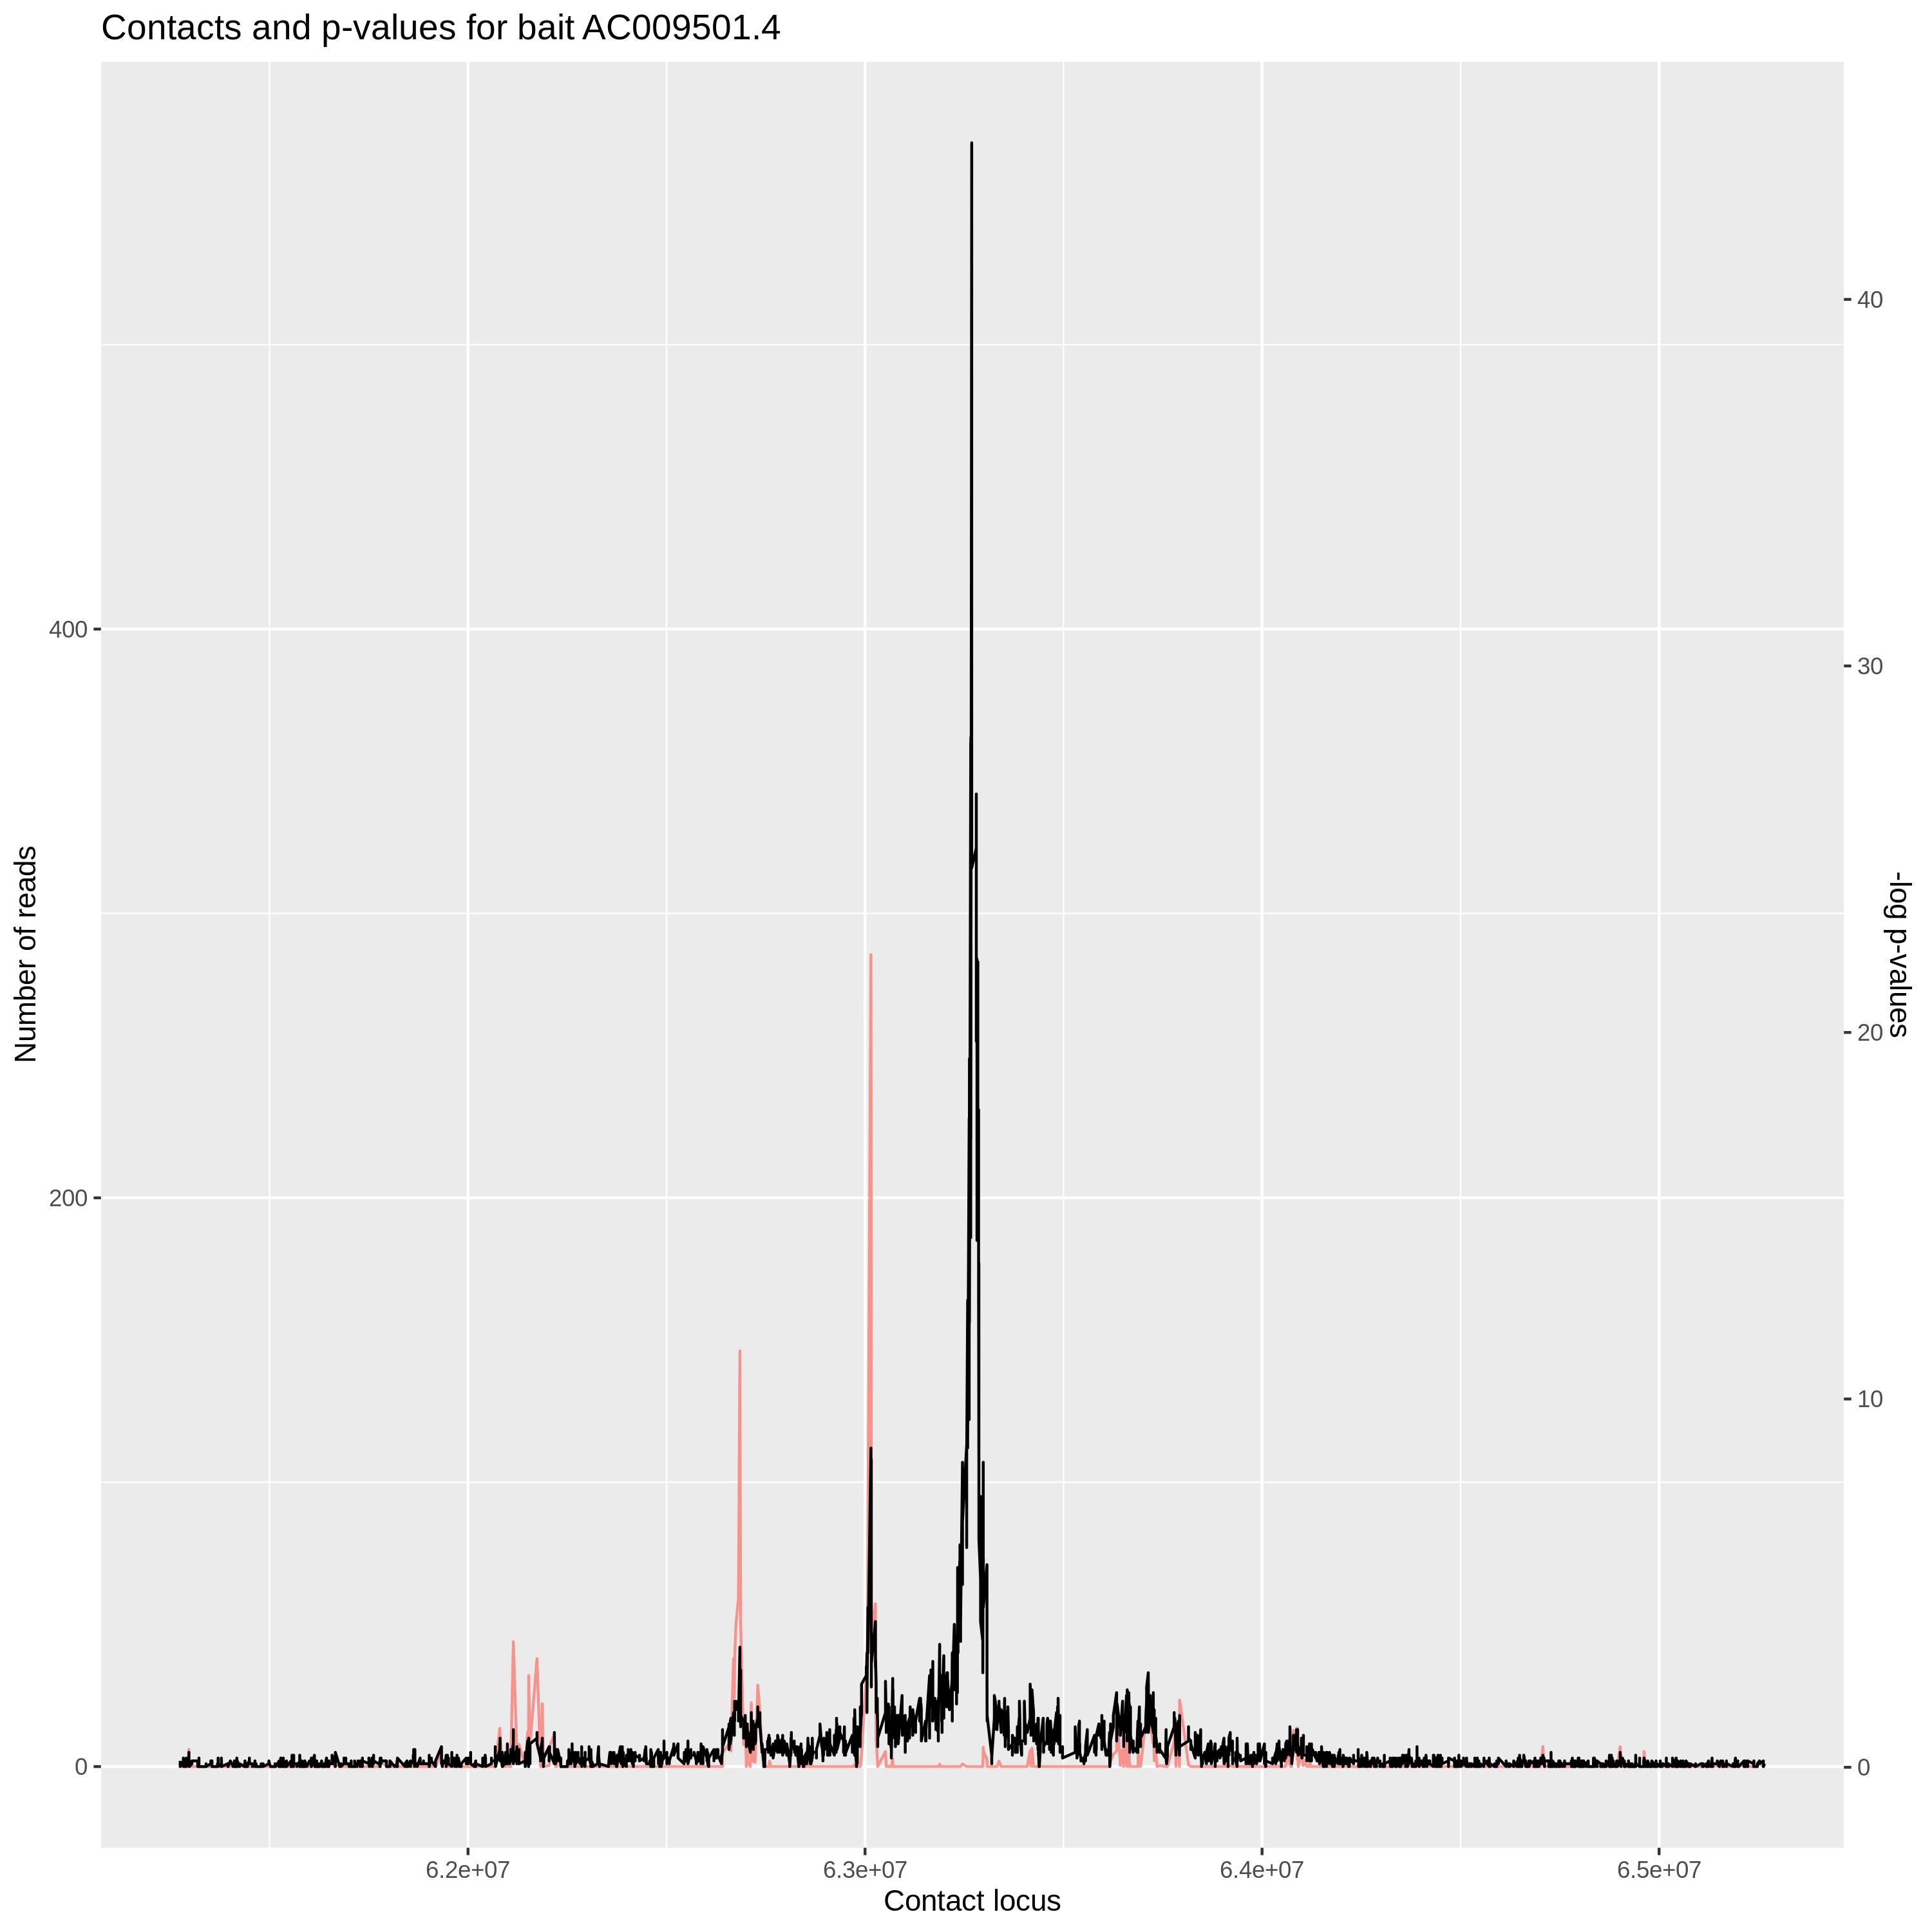 Contacts and p-values for bait AC009501.4
Number of reads
400
200
0
-log p-values
40
30
20
10
0
6.2e+07
6.3e+07
6.4e+07
6.5e+07
Contact locus